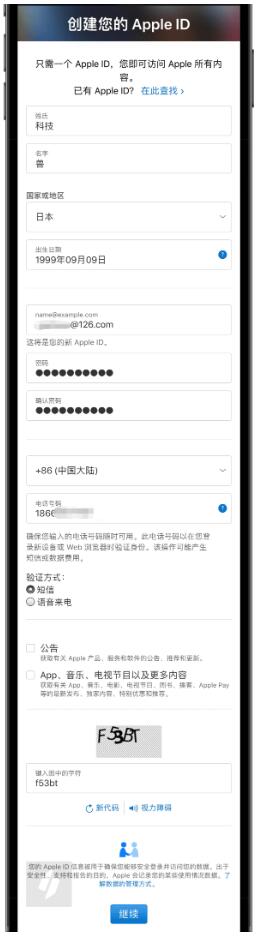 创建您的 Apple ID
只需一个 Apple ID，您即可访问 Apple 所有内
容。
已有 Apple ID？ 在此查找 >
姓氏
科技
名字
兽
国家或地区
日本
出生日期
1999年09月09日
name@example.com
@126.com
这将是您的新 Apple ID。
密码
●●●●●●●●●●
确认密码
●●●●●●●●●●
+86 (中国大陆)
电话号码
186
确保您输入的电话号码随时可用。此电话号码以在您登
录新设备或 Web 浏览器时验证身份。该操作可能产生
短信或数据费用。
验证方式：
短信
语音来电
公告
获取有关 Apple 产品、服务和软件的公告、推荐和更新。
App、音乐、电视节目以及更多内容
获取有关 App、音乐、电影、电视节目、图书、播客、Apple Pay
等的最新发布、独家内容、特别优惠和推荐。
F53BT
键入图中的字符
f53bt
新代码 视力障碍
您的 Apple ID 信息被用于确保您能够安全登录并访问您的数据。出于
安全性、支持和报告的目的，Apple 会记录您的某些使用情况数据。了
解数据的管理方式。
继续